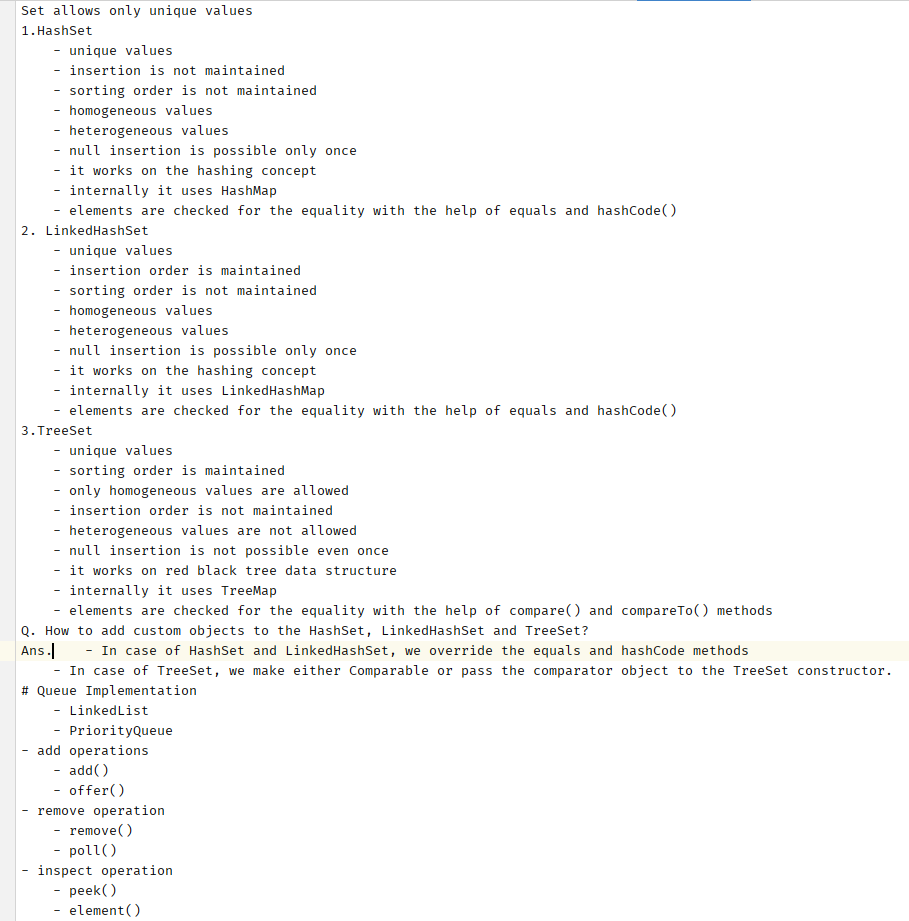 Set allows only unique values
1.HashSet
    - unique values
    - insertion is not maintained
    - sorting order is not maintained
    - homogeneous values
    - heterogeneous values
    - null insertion is possible only once
    - it works on the hashing concept
    - internally it uses HashMap
    - elements are checked for the equality with the help of equals and hashCode()
2. LinkedHashSet
    - unique values
    - insertion order is maintained
    - sorting order is not maintained
    - homogeneous values
    - heterogeneous values
    - null insertion is possible only once
    - it works on the hashing concept
    - internally it uses LinkedHashMap
    - elements are checked for the equality with the help of equals and hashCode()
3.TreeSet
    - unique values
    - sorting order is maintained
    - only homogeneous values are allowed
    - insertion order is not maintained
    - heterogeneous values are not allowed
    - null insertion is not possible even once
    - it works on red black tree data structure
    - internally it uses TreeMap
    - elements are checked for the equality with the help of compare() and compareTo() methods
Q. How to add custom objects to the HashSet, LinkedHashSet and TreeSet?
Ans.    - In case of HashSet and LinkedHashSet, we override the equals and hashCode methods
    - In case of TreeSet, we make either Comparable or pass the comparator object to the TreeSet constructor.
# Queue Implementation
    - LinkedList
    - PriorityQueue
- add operations
    - add()
    - offer()
- remove operation
    - remove()
    - poll()
- inspect operation
    - peek()
    - element()